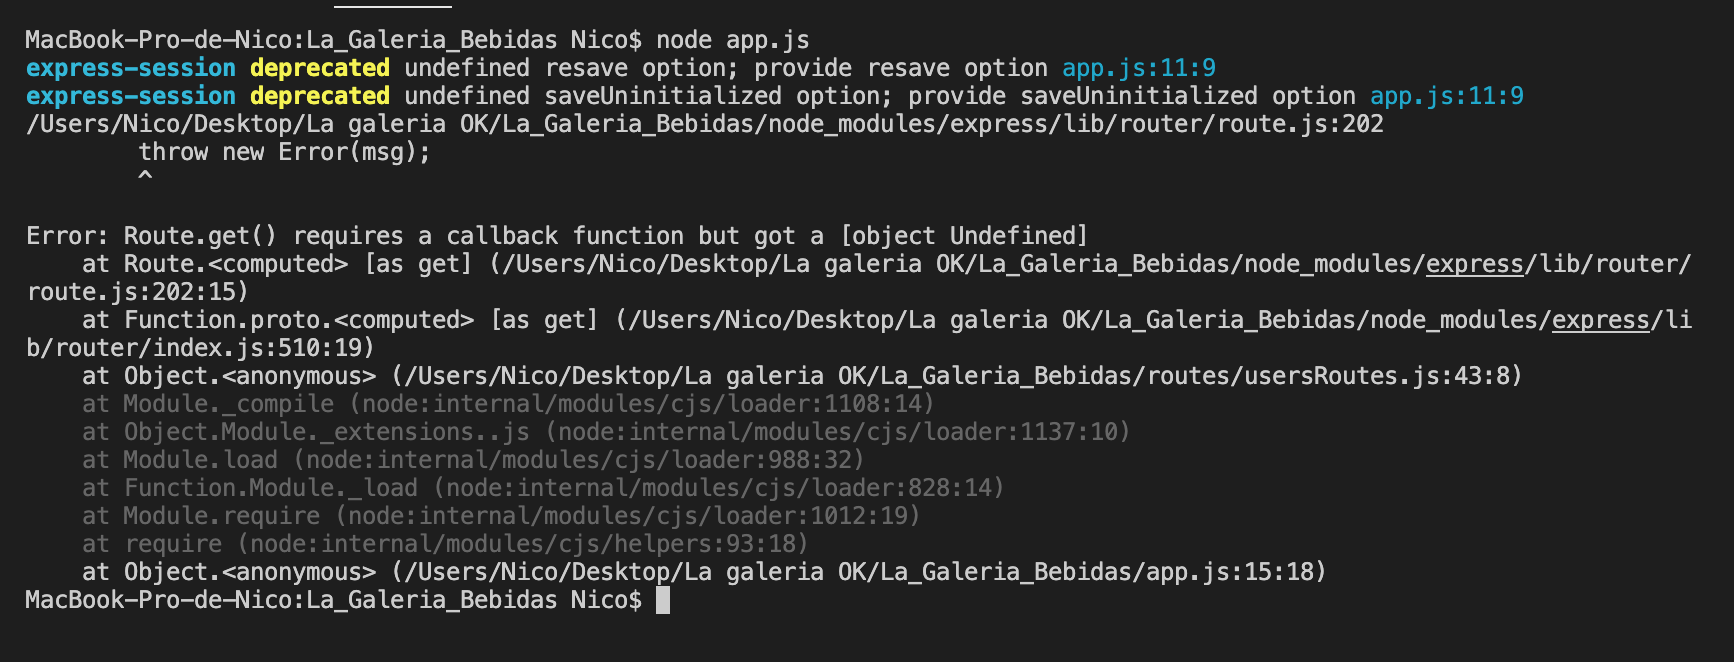 MacBook-Pro-de-Nico:La_Galeria_Bebidas Nico$ node app.js
express-session deprecated undefined resave option; provide resave option app.js:11:9
express-session deprecated undefined saveUninitialized option; provide saveUninitialized option app.js:11:9
/Users/Nico/Desktop/La galeria OK/La_Galeria_Bebidas/node_modules/express/lib/router/route.js:202
        throw new Error(msg);
        ^
Error: Route.get() requires a callback function but got a [object Undefined]
    at Route.<computed> [as get] (/Users/Nico/Desktop/La galeria OK/La_Galeria_Bebidas/node_modules/express/lib/router/
route.js:202:15)
    at Function.proto.<computed> [as get] (/Users/Nico/Desktop/La galeria OK/La_Galeria_Bebidas/node_modules/express/li
b/router/index.js:510:19)
    at Object.<anonymous> (/Users/Nico/Desktop/La galeria OK/La_Galeria_Bebidas/routes/usersRoutes.js:43:8)
    at Module._compile (node:internal/modules/cjs/loader:1108:14)
    at Object.Module._extensions..js (node:internal/modules/cjs/loader:1137:10)
    at Module.load (node:internal/modules/cjs/loader:988:32)
    at Function.Module._load (node:internal/modules/cjs/loader:828:14)
    at Module.require (node:internal/modules/cjs/loader:1012:19)
    at require (node:internal/modules/cjs/helpers:93:18)
    at Object.<anonymous> (/Users/Nico/Desktop/La galeria OK/La_Galeria_Bebidas/app.js:15:18)
MacBook-Pro-de-Nico:La_Galeria_Bebidas Nico$